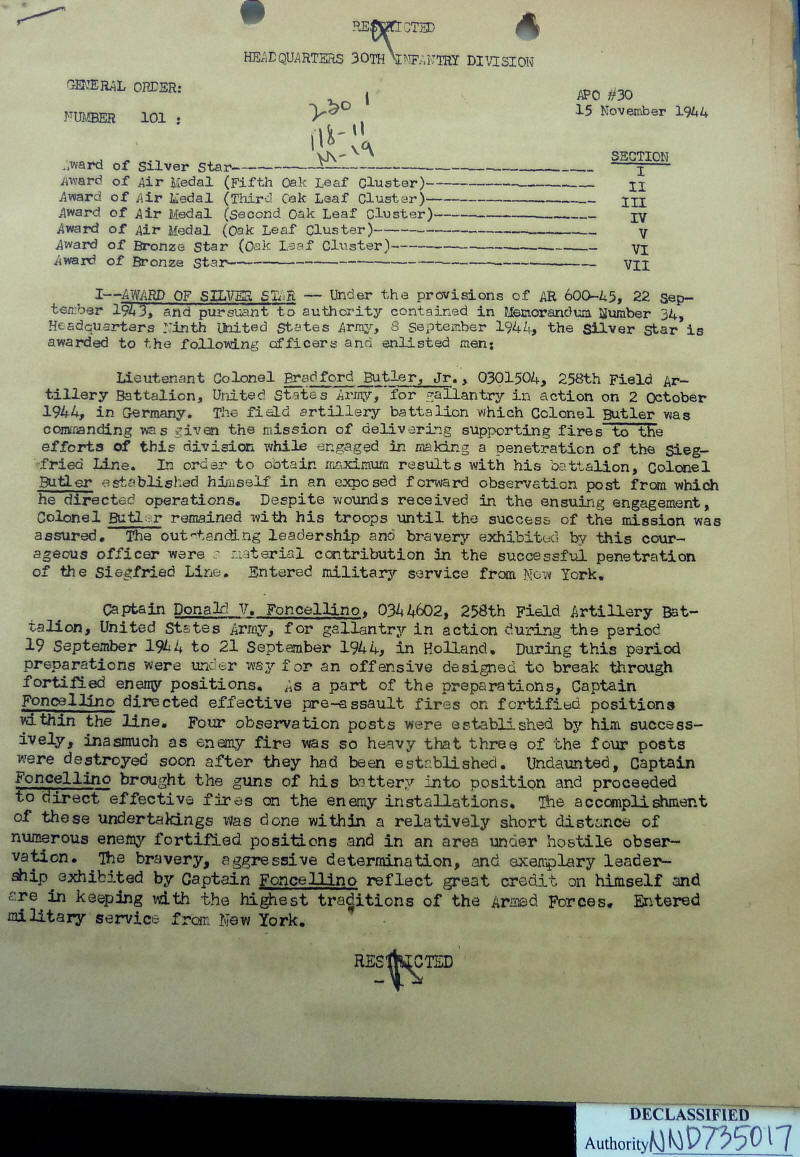 RESTRICTED
HEADQUARTERS 30TH INFANTRY DIVISION
GENERAL ORDER:
APO #30
NUMBER 101 :
15 November 1944
230 1
118-11
-19
SECTION
Award of Silver Star------ I
Award of Air Medal (Fifth Oak Leaf Cluster)------ II
Award of Air Medal (Third Oak Leaf Cluster)------ III
Award of Air Medal (Second Oak Leaf Cluster)------ IV
Award of Air Medal (Oak Leaf Cluster)------ V
Award of Bronze Star (Oak Leaf Cluster)------ VI
Award of Bronze Star------ VII
I--AWARD OF SILVER STAR -- Under the provisions of AR 600-45, 22 Sep-
tember 1943, and pursuant to authority contained in Memorandum Number 34,
Headquarters Ninth United States Army, 8 September 1944, the Silver Star is
awarded to the following officers and enlisted men:
Lieutenant Colonel Bradford Butler, Jr., 0301504, 258th Field Ar-
tillery Battalion, United States Army, for gallantry in action on 2 October
1944, in Germany. The field artillery battalion which Colonel Butler was
commanding was given the mission of delivering supporting fires to the
efforts of this division while engaged in making a penetration of the Sieg-
fried Line. In order to obtain maximum results with his battalion, Colonel
Butler established himself in an exposed forward observation post from which
he directed operations. Despite wounds received in the ensuing engagement,
Colonel Butler remained with his troops until the success of the mission was
assured. The outstanding leadership and bravery exhibited by this cour-
ageous officer were a material contribution in the successful penetration
of the Siegfried Line. Entered military service from New York.
Captain Donald V. Foncellino, 0344602, 258th Field Artillery Bat-
talion, United States Army, for gallantry in action during the period
19 September 1944 to 21 September 1944, in Holland. During this period
preparations were under way for an offensive designed to break through
fortified enemy positions. As a part of the preparations, Captain
Foncellino directed effective pre-assault fires on fortified positions
within the line. Four observation posts were established by him success-
ively, inasmuch as enemy fire was so heavy that three of the four posts
were destroyed soon after they had been established. Undaunted, Captain
Foncellino brought the guns of his battery into position and proceeded
to direct effective fires on the enemy installations. The accomplishment
of these undertakings was done within a relatively short distance of
numerous enemy fortified positions and in an area under hostile obser-
vation. The bravery, aggressive determination, and exemplary leader-
ship exhibited by Captain Foncellino reflect great credit on himself and
are in keeping with the highest traditions of the Armed Forces. Entered
military service from New York.
RESTRICTED
DECLASSIFIED
Authority NND735017